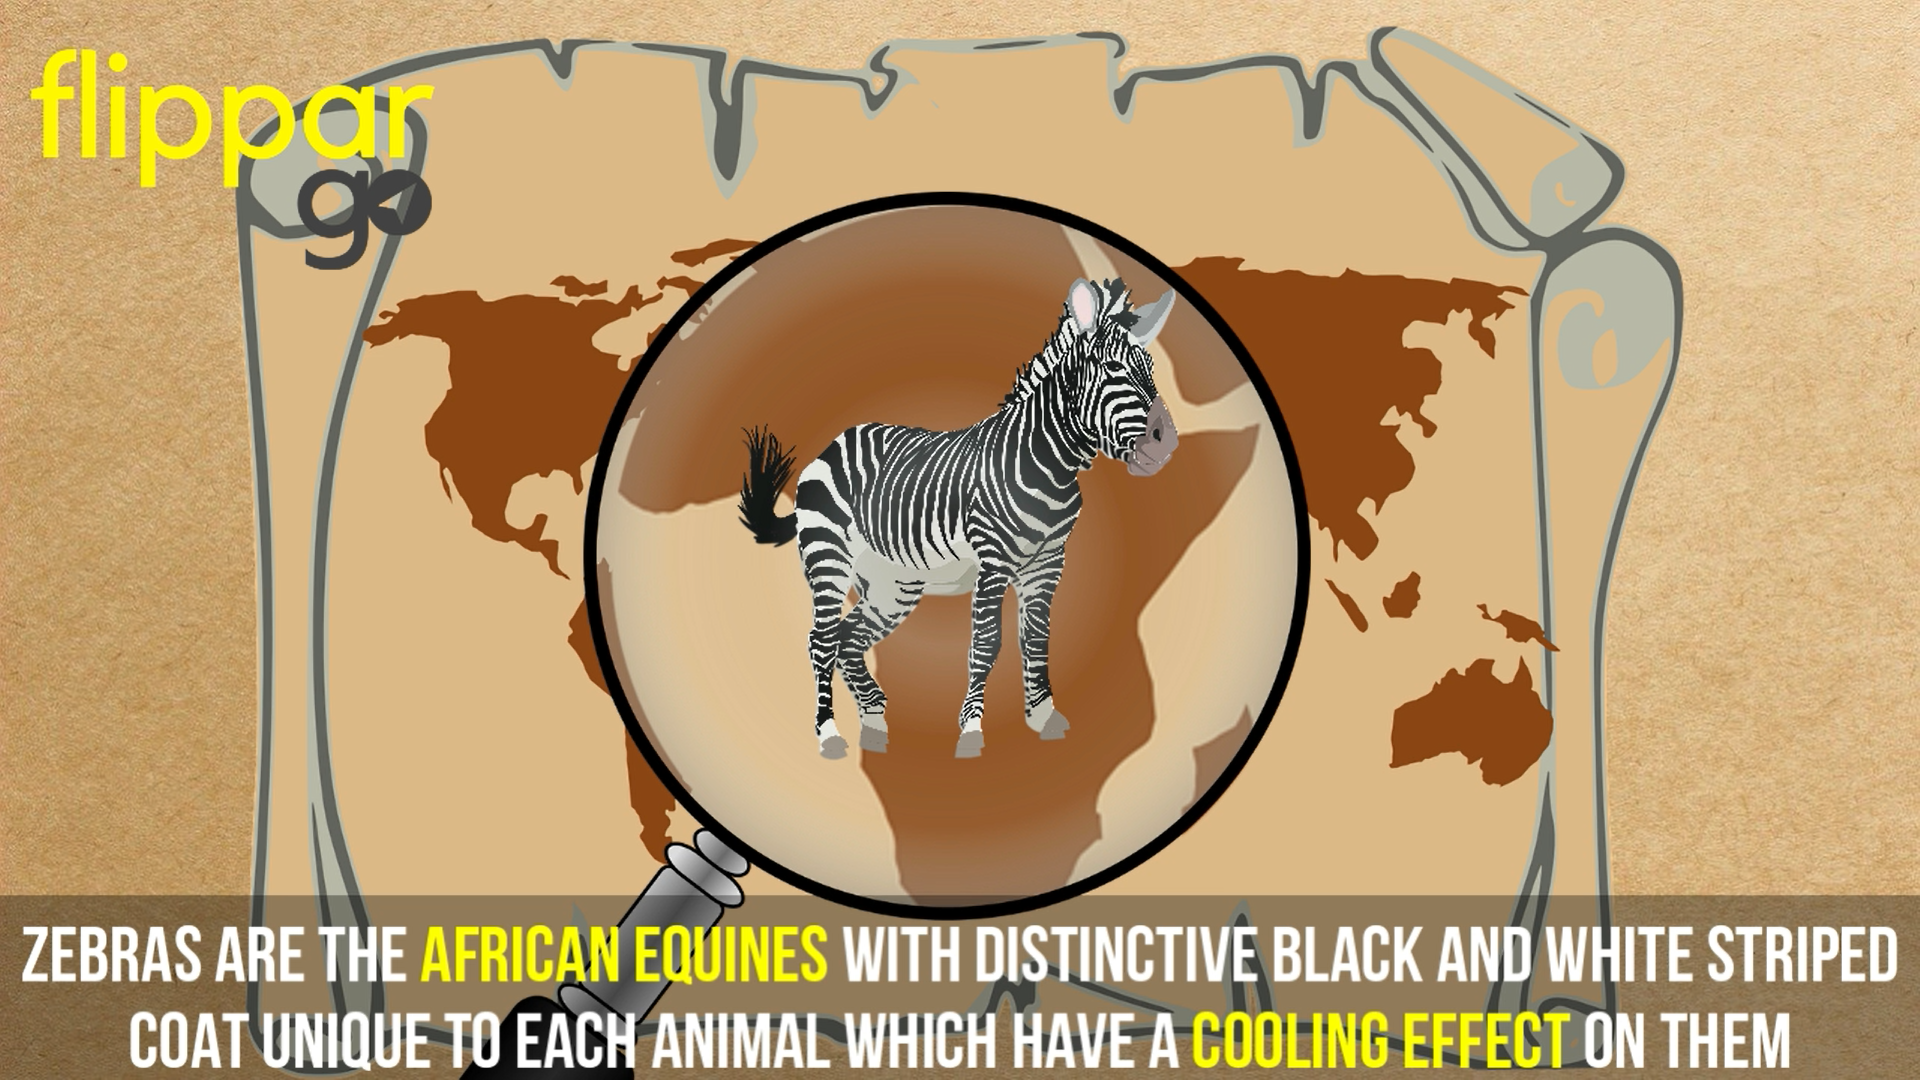 flippar
go
ZEBRAS ARE THE AFRICAN EQUINES WITH DISTINCTIVE BLACK AND WHITE STRIPED
COAT UNIQUE TO EACH ANIMAL WHICH HAVE A COOLING EFFECT ON THEM